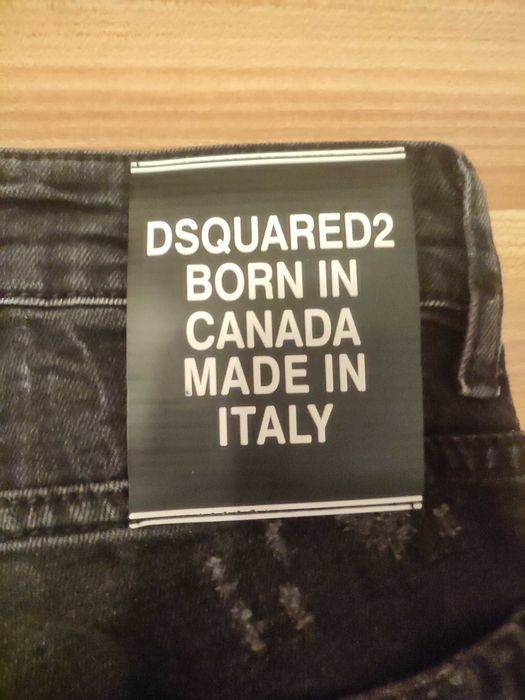 DSQUARED2
BORN IN
CANADA
MADE IN
ITALY